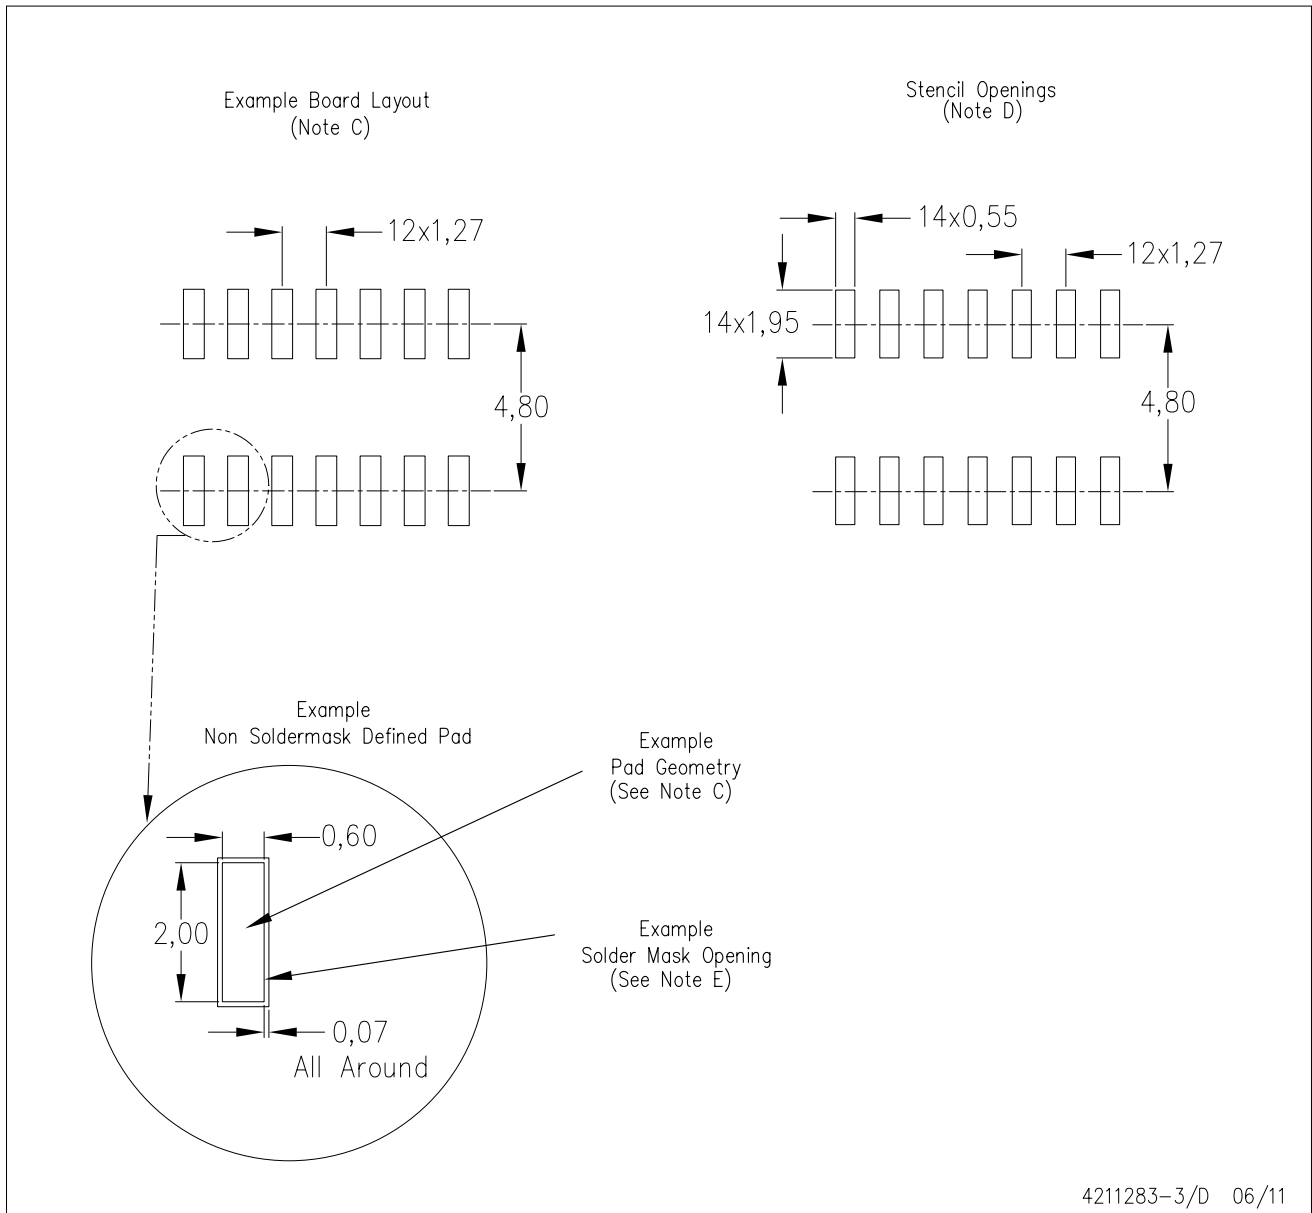 Example Board Layout
(Note C)
Stencil Openings
(Note D)
12x1,27
14x0,55
12x1,27
14x1,95
4,80
4,80
Example
Non Soldermask Defined Pad
Example
Pad Geometry
(See Note C)
0,60
2,00
Example
Solder Mask Opening
(See Note E)
0,07
All Around
4211283-3/D 06/11